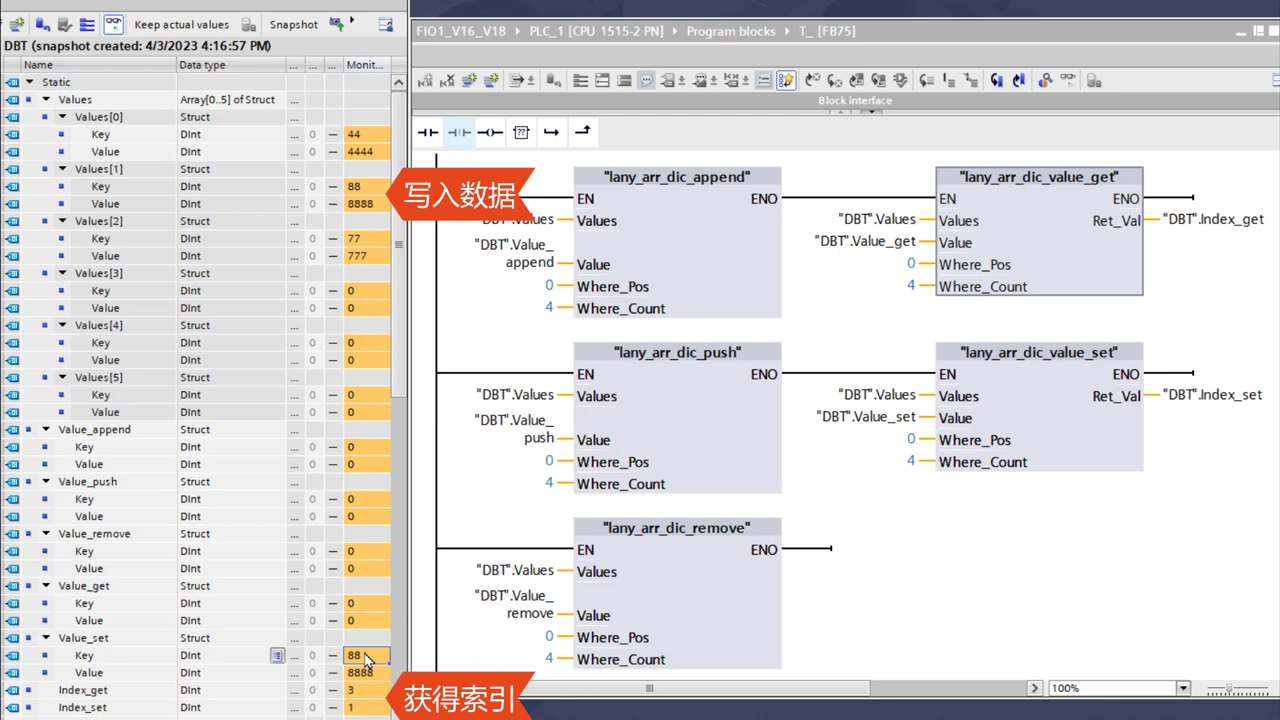 Keep actual values
Snapshot
DBT (snapshot created: 4/3/2023 4:16:57 PM)
Name Data type ... ... ... Monit...
Static
Values Array[0..5] of Struct ...
Values[0] Struct ...
Key DInt ... 0 44
Value DInt ... 0 4444
Values[1] Struct ...
Key DInt ... 0 88
Value DInt ... 0 8888
Values[2] Struct ...
Key DInt ... 0 77
Value DInt ... 0 777
Values[3] Struct ...
Key DInt ... 0 0
Value DInt ... 0 0
Values[4] Struct ...
Key DInt ... 0 0
Value DInt ... 0 0
Values[5] Struct ...
Key DInt ... 0 0
Value DInt ... 0 0
Value_append Struct ...
Key DInt ... 0 0
Value DInt ... 0 0
Value_push Struct ...
Key DInt ... 0 0
Value DInt ... 0 0
Value_remove Struct ...
Key DInt ... 0 0
Value DInt ... 0 0
Value_get Struct ...
Key DInt ... 0 0
Value DInt ... 0 0
Value_set Struct ...
Key DInt ... 0 88
Value DInt ... 0 8888
Index_get DInt ... 0 3
Index_set DInt ... 0 1
写入数据
获得索引
FIO1_V16_V18 PLC_1 [CPU 1515-2 PN] Program blocks T_ [FB75]
Block interface
??
"lany_arr_dic_append"
EN ENO
"DBT".Values Values
"DBT".Value_
append Value
0 Where_Pos
4 Where_Count
"lany_arr_dic_value_get"
EN ENO
"DBT".Values Values Ret_Val "DBT".Index_get
"DBT".Value_get Value
0 Where_Pos
4 Where_Count
"lany_arr_dic_push"
EN ENO
"DBT".Values Values
"DBT".Value_
push Value
0 Where_Pos
4 Where_Count
"lany_arr_dic_value_set"
EN ENO
"DBT".Values Values Ret_Val "DBT".Index_set
"DBT".Value_set Value
0 Where_Pos
4 Where_Count
"lany_arr_dic_remove"
EN ENO
"DBT".Values Values
"DBT".Value_
remove Value
0 Where_Pos
4 Where_Count
100%